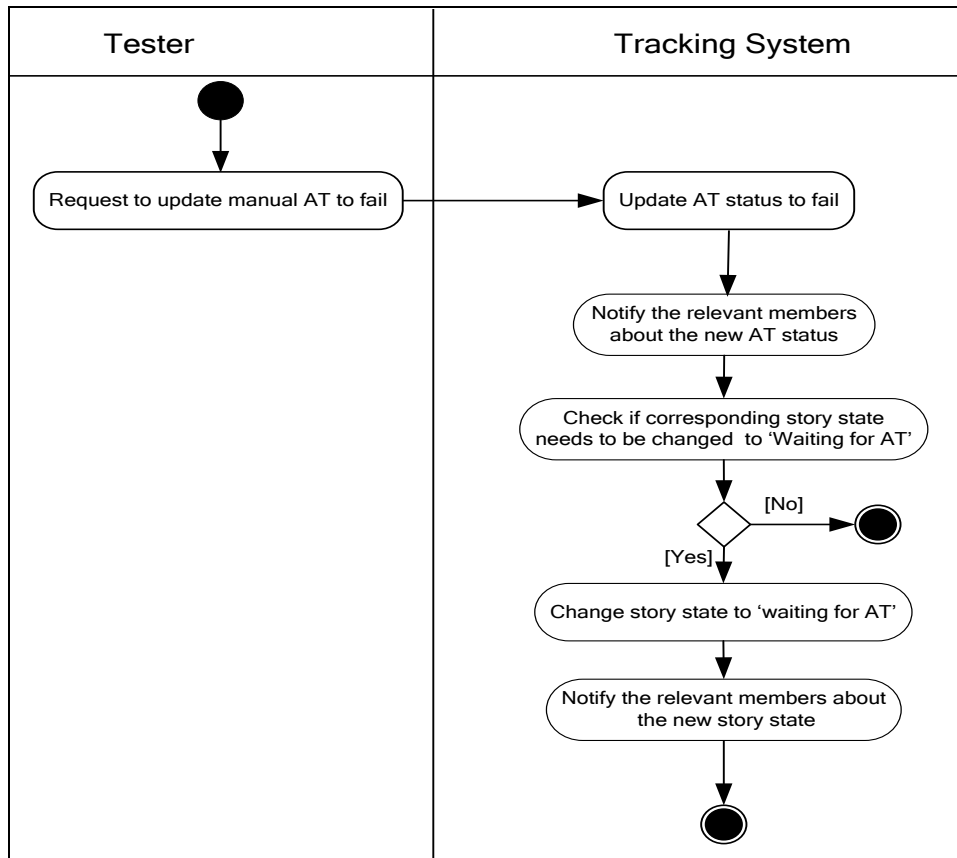 Tester
Tracking System
Request to update manual AT to fail
Update AT status to fail
Notify the relevant members
about the new AT status
Check if corresponding story state
needs to be changed to ‘Waiting for AT’
[No]
[Yes]
Change story state to ‘waiting for AT’
Notify the relevant members about
the new story state